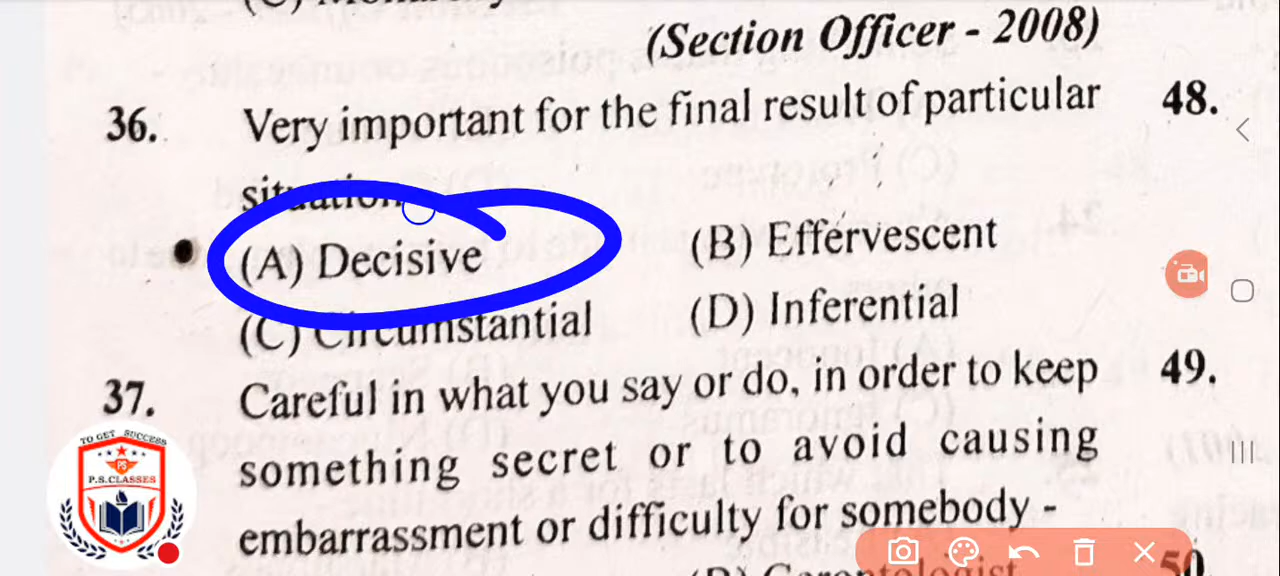 (Section Officer - 2008)
36. Very important for the final result of particular 48.
situation
(A) Decisive (B) Effervescent
(C) Circumstantial (D) Inferential
37. Careful in what you say or do, in order to keep 49.
something secret or to avoid causing
embarrassment or difficulty for somebody -
50.
TO GET SUCCESS
PS
P.S.CLASSES